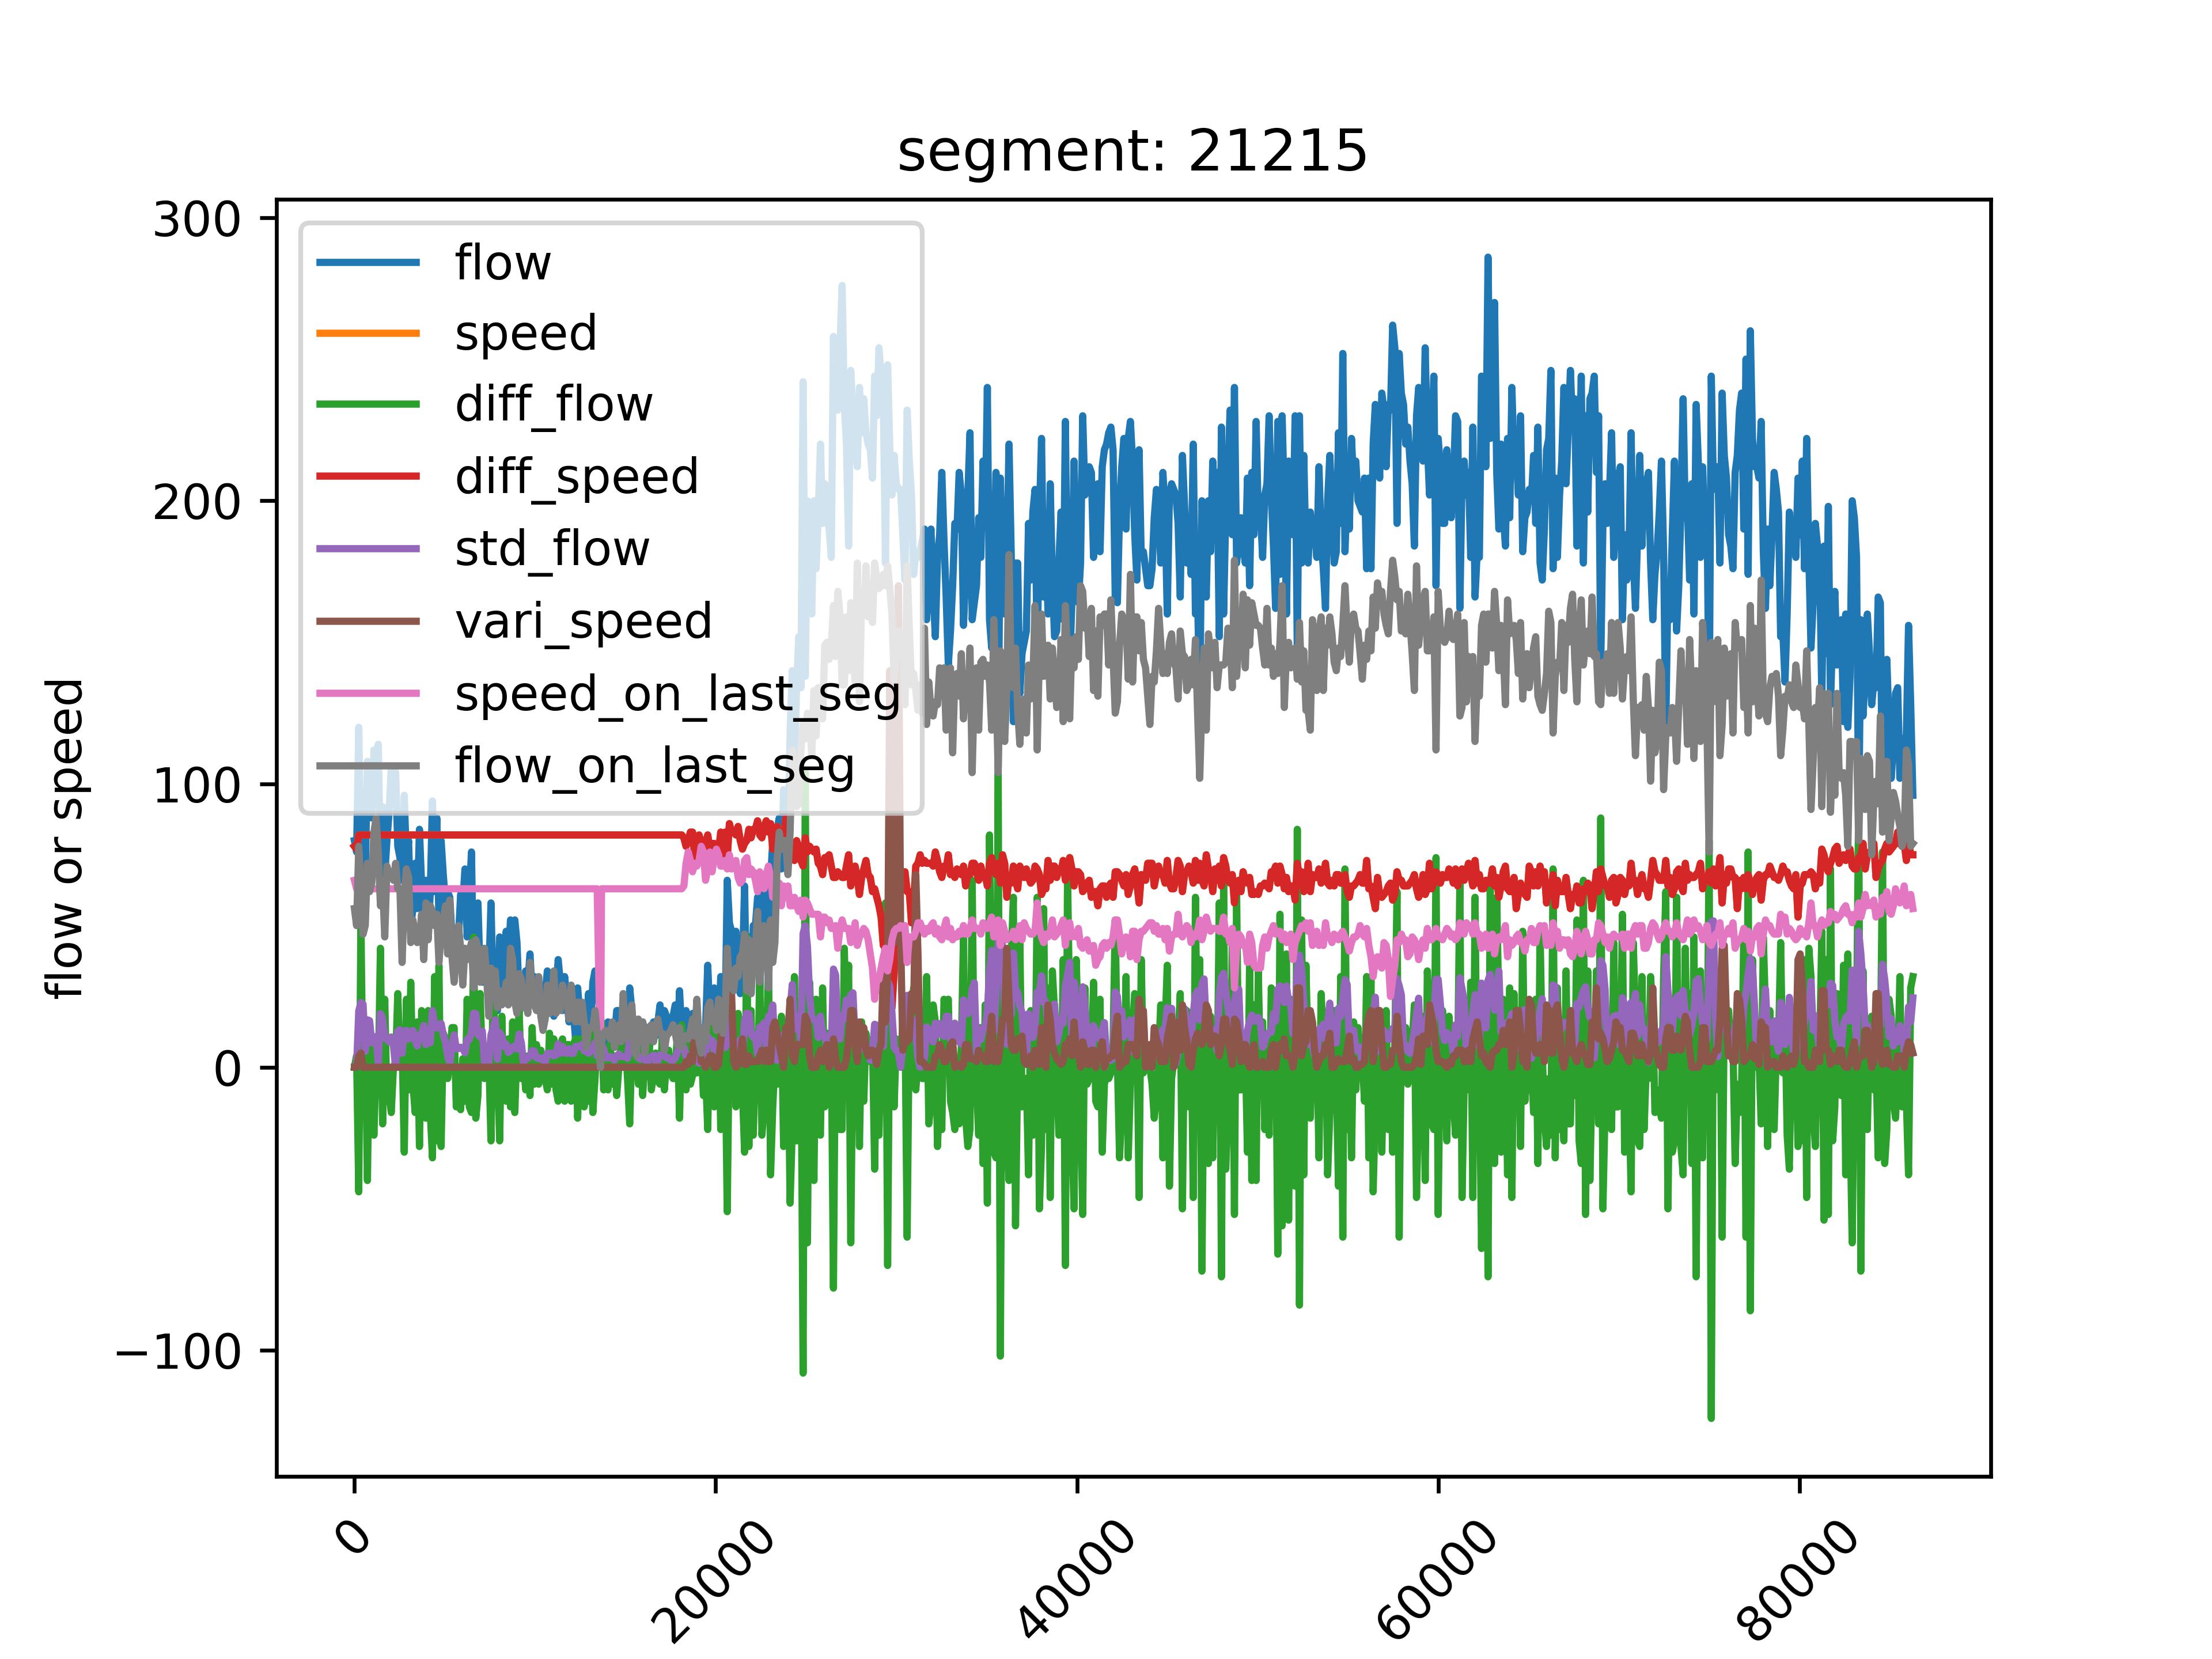 segment: 21215
300
200
100
0
−100
flow or speed
flow
speed
diff_flow
diff_speed
std_flow
vari_speed
speed_on_last_seg
flow_on_last_seg
0
20000
40000
60000
80000